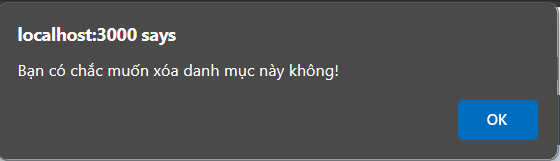 localhost:3000 says
Bạn có chắc muốn xóa danh mục này không!
OK